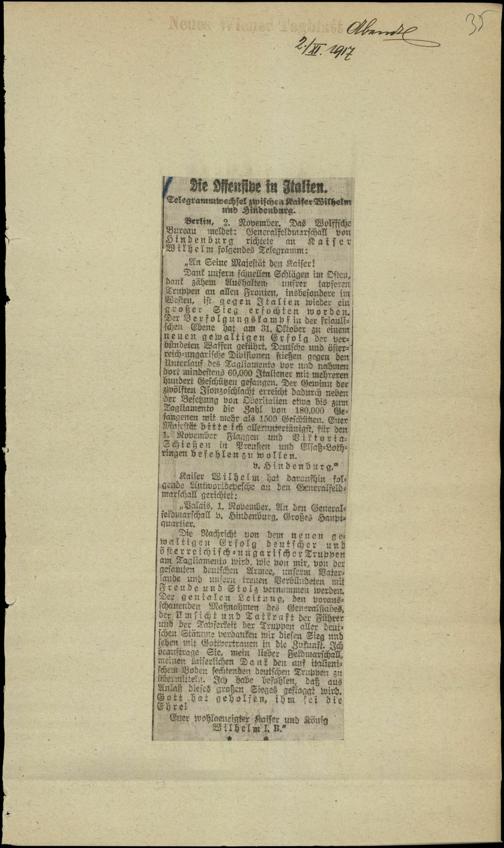 Neues Wiener Tagblatt
Abendbl
35
2./XI. 1917
Die Offensive in Italien.
Telegrammwechsel zwischen Kaiser Wilhelm
und Hindenburg.
Berlin, 2. November. Das Wolffsche
Bureau meldet: Generalfeldmarschall von
Hindenburg richtete an Kaiser
Wilhelm folgendes Telegramm:
„An Seine Majestät den Kaiser!
Dank unsern schnellen Schlägen im Osten,
dank zähem Aushalten unsrer tapferen
Truppen an allen Fronten, insbesondere im
Westen, ist gegen Italien wieder ein
großer Sieg erfochten worden.
Der Verfolgungskampf in der friauli-
schen Ebene hat am 31. Oktober zu einem
neuen gewaltigen Erfolg der ver-
bündeten Waffen geführt. Deutsche und öster-
reich-ungarische Divisionen stießen gegen den
Unterlauf des Tagliamento vor und nahmen
dort mindestens 60,000 Italiener mit mehreren
hundert Geschützen gefangen. Der Gewinn der
zwölften Isonzoschlacht erreicht dadurch neben
der Besetzung von Oberitalien etwa bis zum
Tagliamento die Zahl von 180,000 Ge-
fangenen mit mehr als 1500 Geschützen. Euer
Majestät bitte ich alleruntertänigst, für den
1. November Flaggen und Viktoria-
Schießen in Preußen und Elsaß-Loth-
ringen befehlen zu wollen.
v. Hindenburg."
Kaiser Wilhelm hat daraufhin fol-
gende Antwortdepesche an den Generalfeld-
marschall gerichtet:
„Palais, 1. November. An den General-
feldmarschall v. Hindenburg, Großes Haupt-
quartier.
Die Nachricht von dem neuen ge-
waltigen Erfolg deutscher und
österreichisch-ungarischer Truppen
am Tagliamento wird, wie von mir, von der
gesamten deutschen Armee, unserm Vater-
lande und unsern treuen Verbündeten mit
Freude und Stolz vernommen werden.
Der genialen Leitung, den voraus-
schauenden Maßnahmen des Generalstabes,
der Umsicht und Tatkraft der Führer
und der Tapferkeit der Truppen aller deut-
schen Stämme verdanken wir diesen Sieg und
sehen mit Gottvertrauen in die Zukunft. Ich
beauftrage Sie, mein lieber Feldmarschall,
meinen kaiserlichen Dank den auf italieni-
schem Boden fechtenden deutschen Truppen zu
übermitteln. Ich habe befohlen, daß aus
Anlaß dieses großen Sieges geflaggt wird.
Gott hat geholfen, ihm sei die
Ehre!
Euer wohlgeneigter Kaiser und König
Wilhelm I. R."